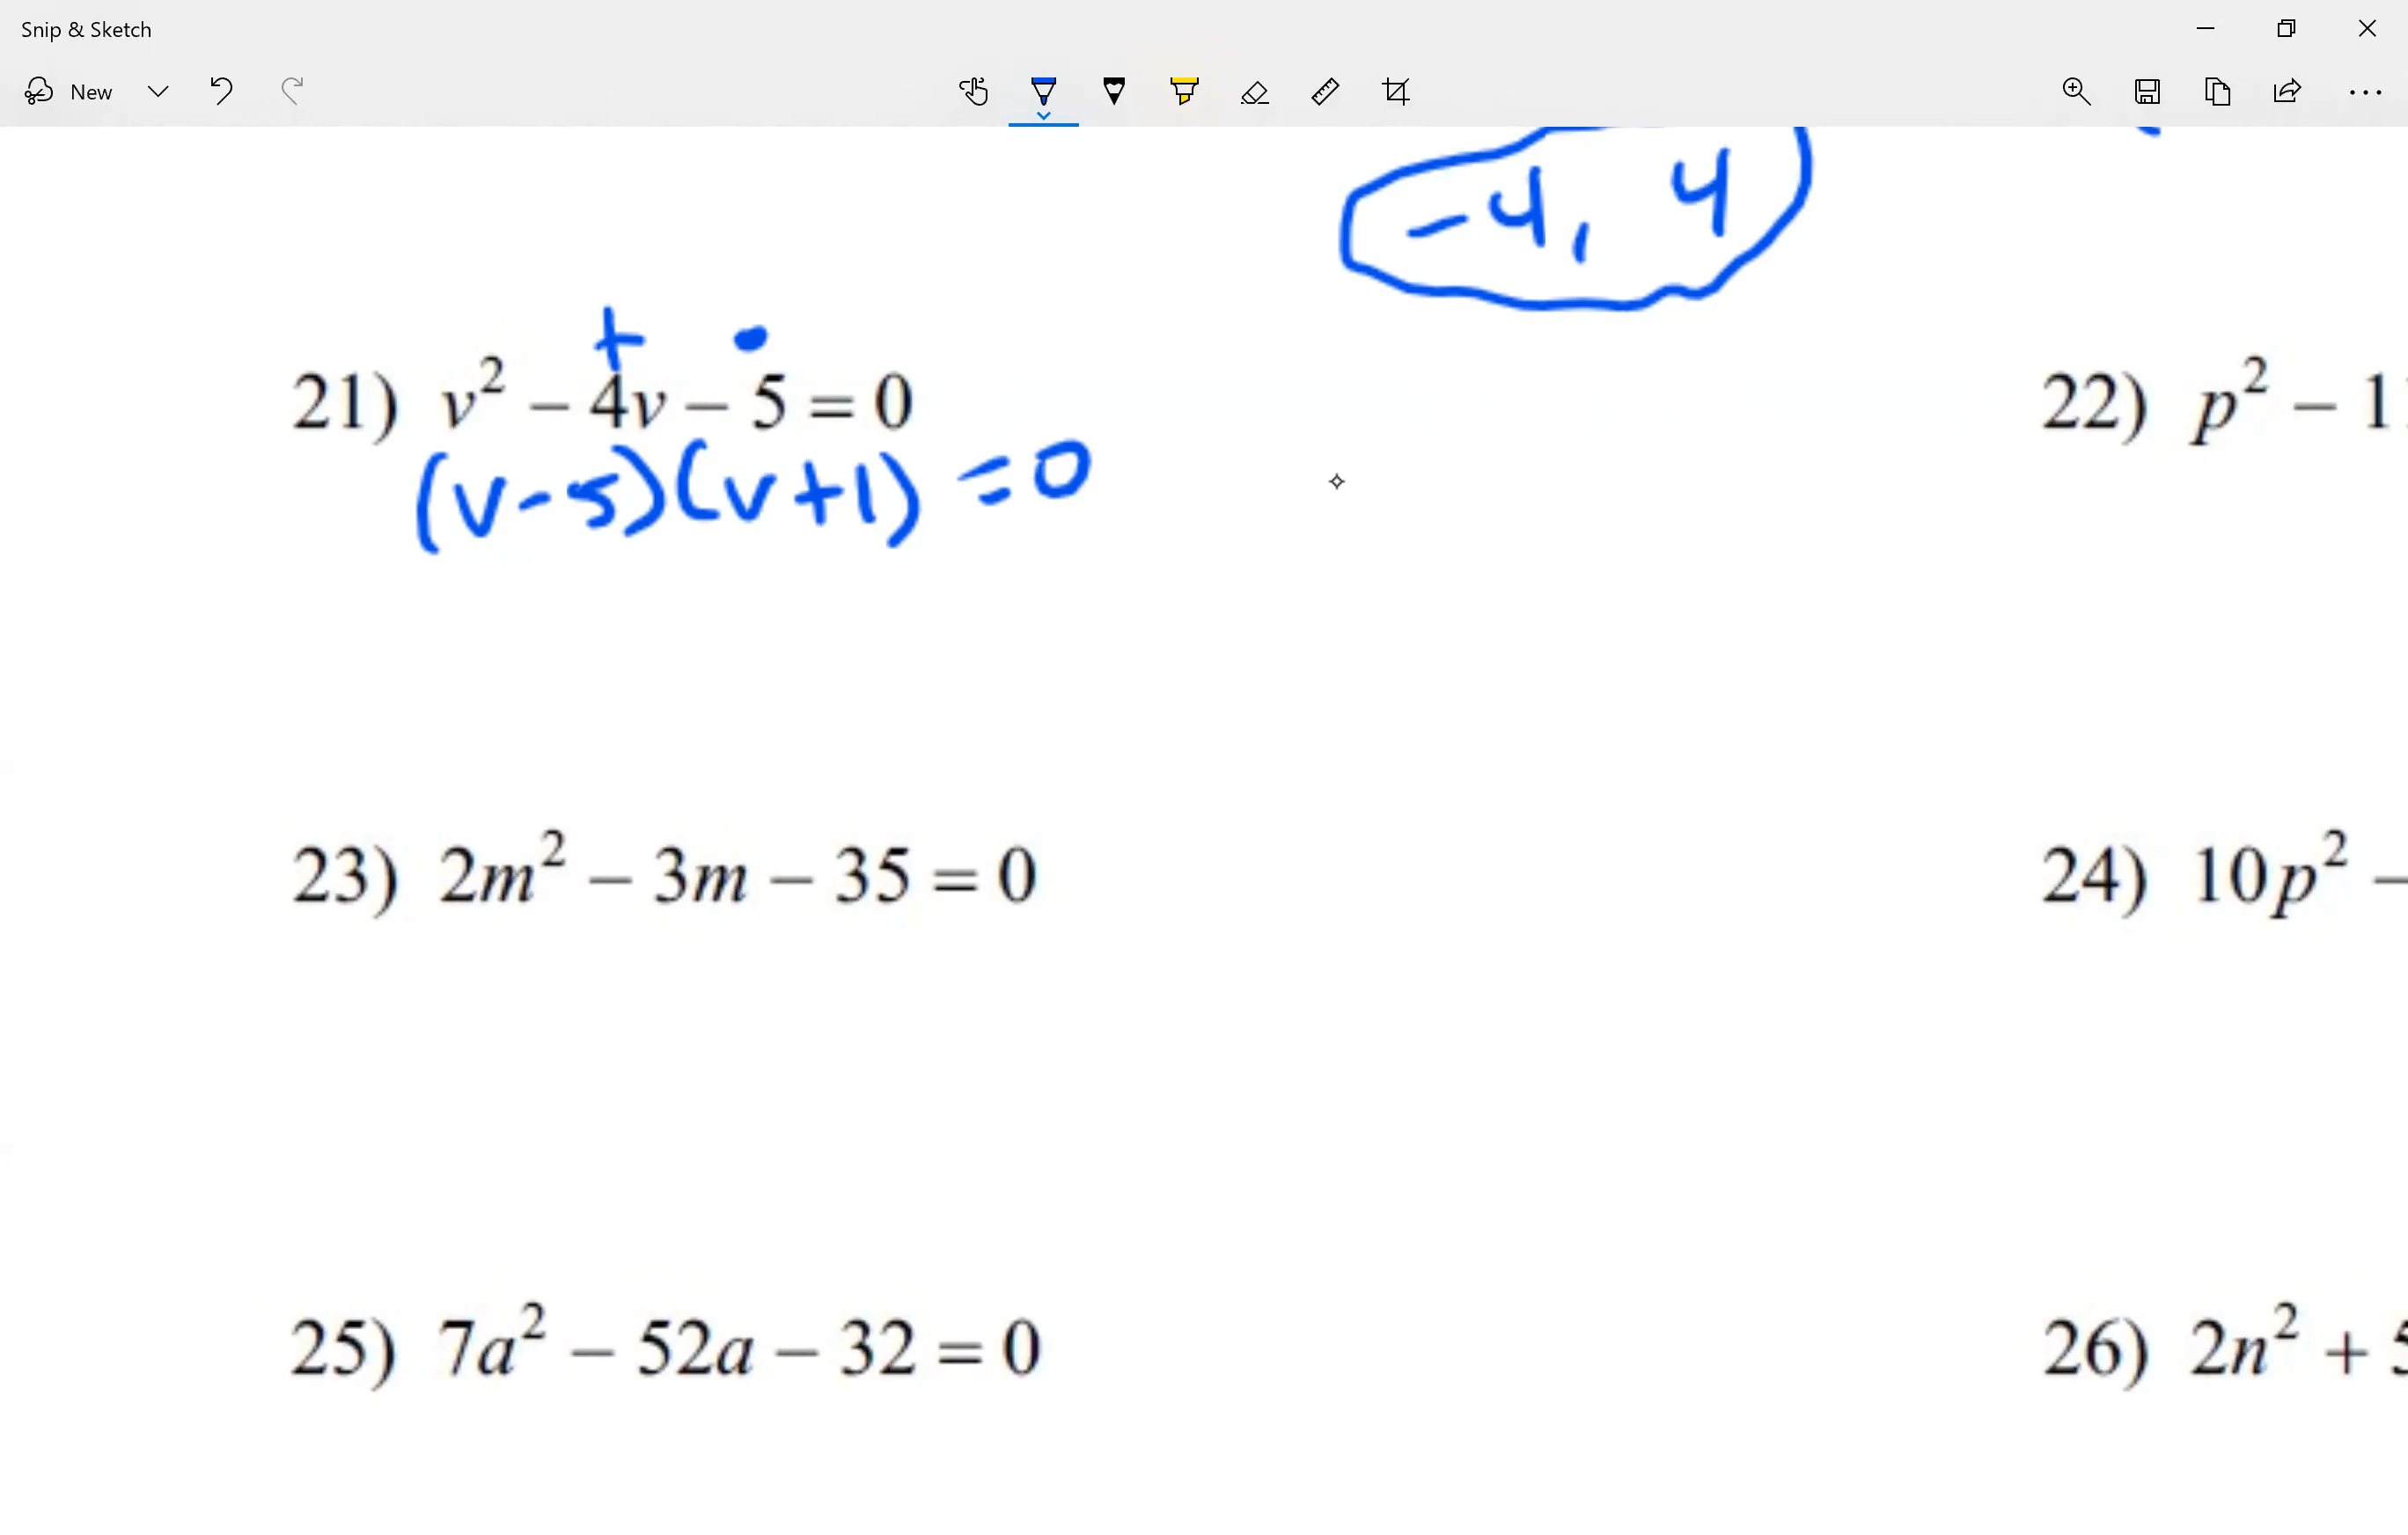 Snip & Sketch
New
-4, 4
+ •
21) v² − 4v − 5 = 0
(v-5)(v+1) = 0
22) p² − 1
23) 2m² − 3m − 35 = 0
24) 10p² −
25) 7a² − 52a − 32 = 0
26) 2n² + 5